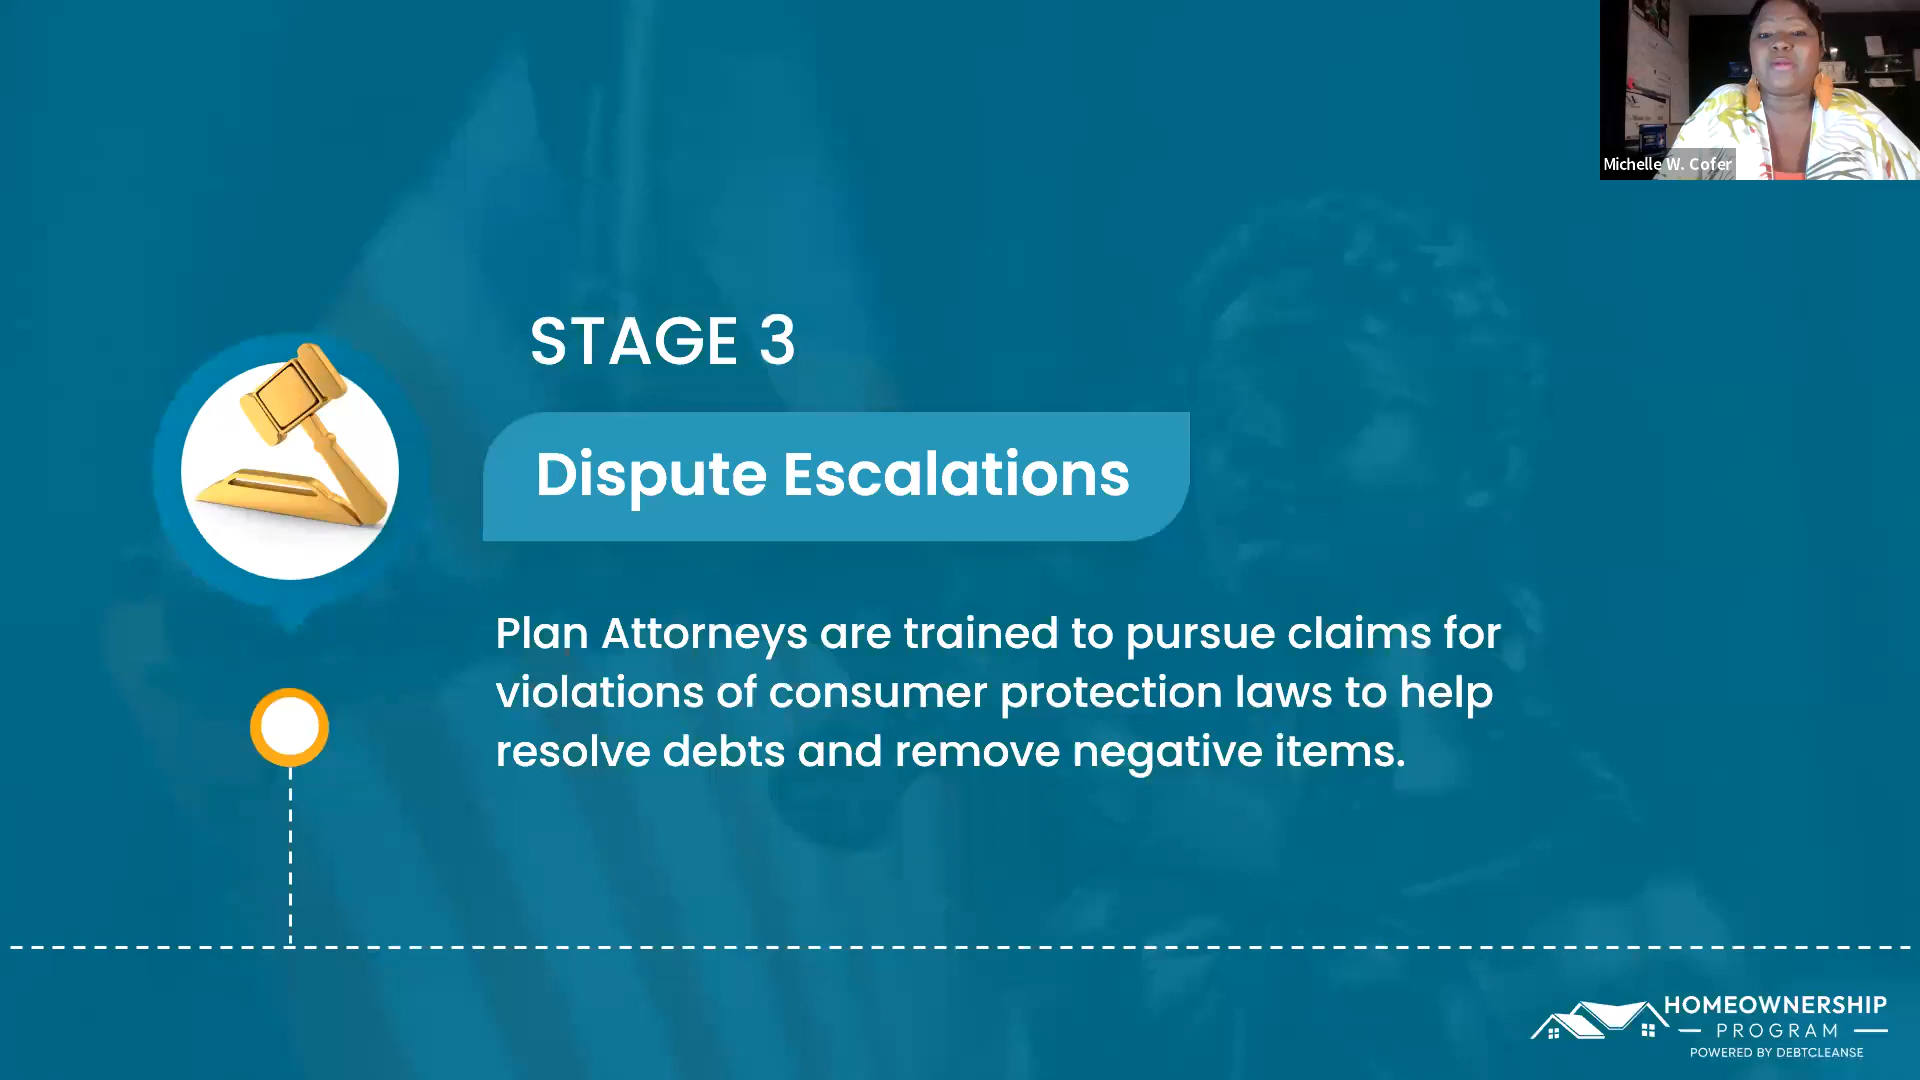 Michelle W. Cofer
STAGE 3
Dispute Escalations
Plan Attorneys are trained to pursue claims for
violations of consumer protection laws to help
resolve debts and remove negative items.
HOMEOWNERSHIP
PROGRAM
POWERED BY DEBTCLEANSE